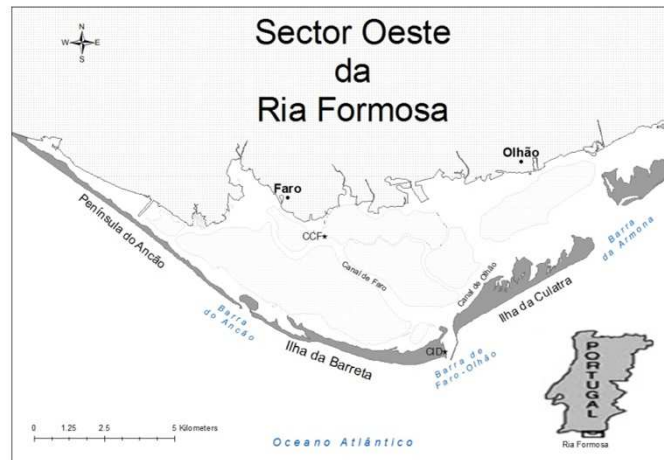 N
W E
S
Sector Oeste
da
Ria Formosa
Olhão
Faro
CCF
Península do Ancão
Canal de Faro
Canal de Olhão
Barra
da Armona
Ilha da Culatra
Barra
do Ancão
Ilha da Barreta
CID
Barra de
Faro-Olhão
PORTUGAL
Ria Formosa
0 1.25 2.5 5 Kilometers
Oceano Atlântico